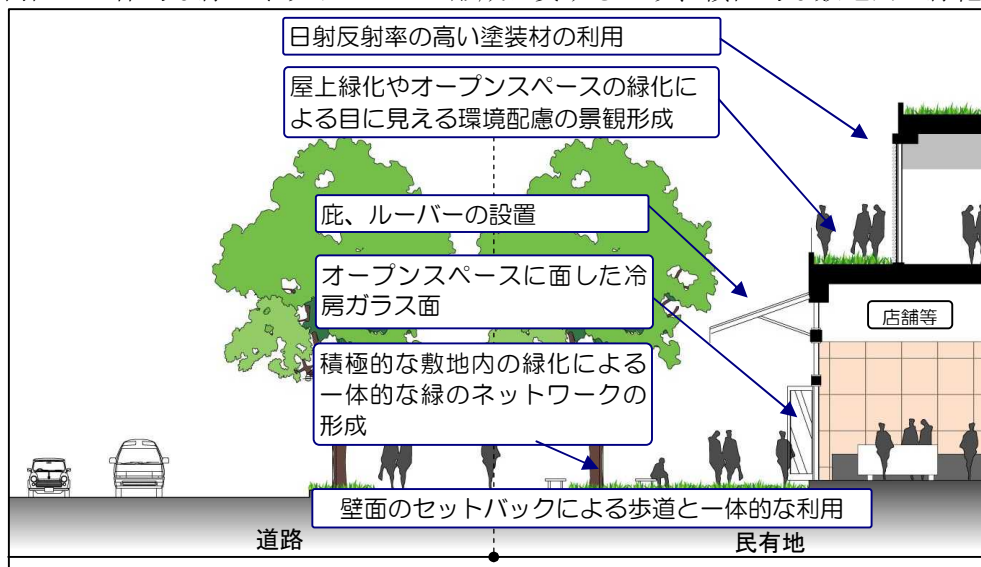 日射反射率の高い塗装材の利用
屋上緑化やオープンスペースの緑化に
よる目に見える環境配慮の景観形成
庇、ルーバーの設置
オープンスペースに面した冷
房ガラス面
店舗等
積極的な敷地内の緑化による
一体的な緑のネットワークの
形成
壁面のセットバックによる歩道と一体的な利用
道路
民有地